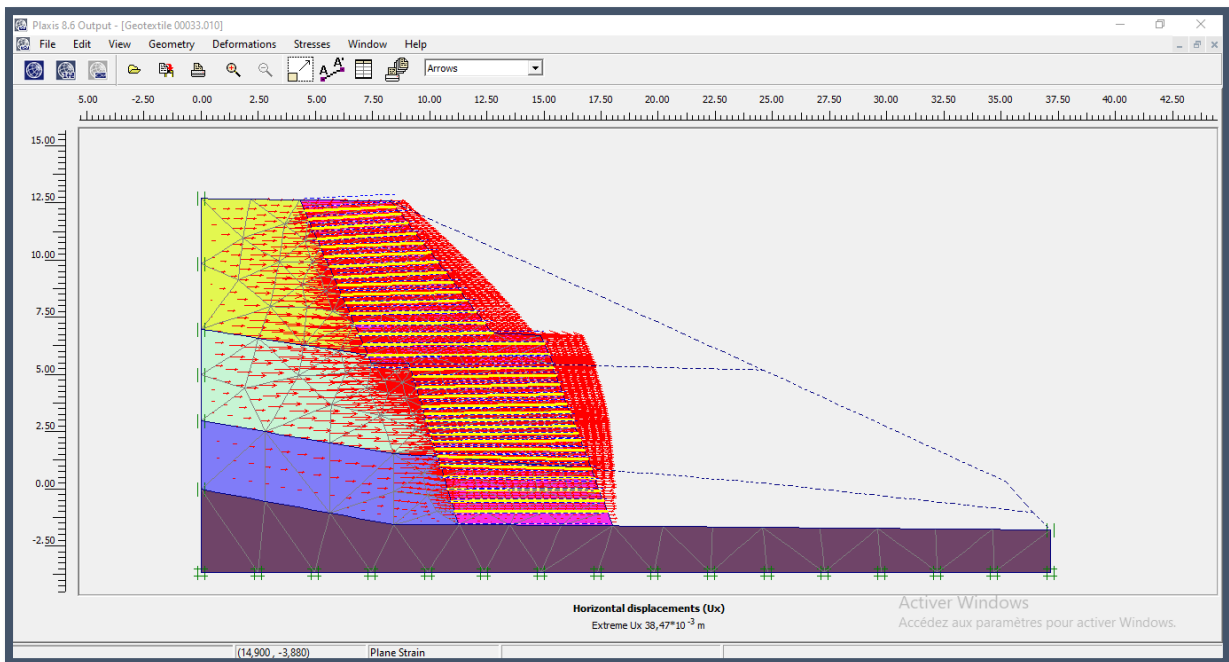 Plaxis 8.6 Output - [Geotextile 00033.010]
File Edit View Geometry Deformations Stresses Window Help
Arrows
5.00 -2.50 0.00 2.50 5.00 7.50 10.00 12.50 15.00 17.50 20.00 22.50 25.00 27.50 30.00 32.50 35.00 37.50 40.00 42.50
15.00
12.50
10.00
7.50
5.00
2.50
0.00
-2.50
Horizontal displacements (Ux)
Extreme Ux 38,47*10 -3 m
Activer Windows
Accédez aux paramètres pour activer Windows.
(14,900 , -3,880) Plane Strain